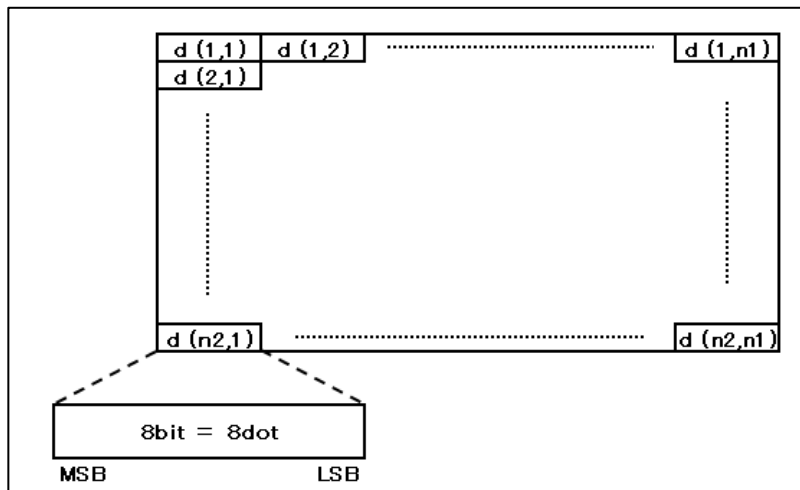 d (1,1) d (1,2) d (1,n1)
d (2,1)
d (n2,1) d (n2,n1)
8bit = 8dot
MSB LSB